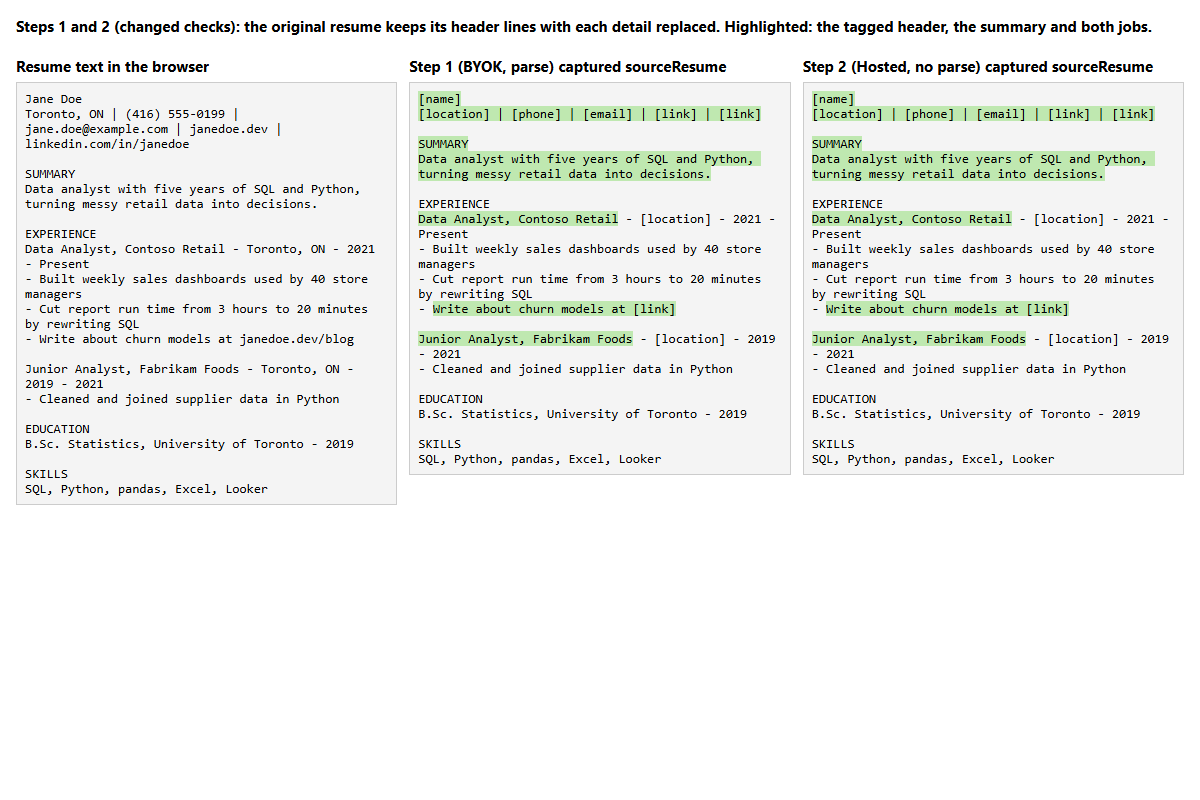 Steps 1 and 2 (changed checks): the original resume keeps its header lines with each detail replaced. Highlighted: the tagged header, the summary and both jobs.
Resume text in the browser
Jane Doe
Toronto, ON | (416) 555-0199 |
jane.doe@example.com | janedoe.dev |
linkedin.com/in/janedoe
SUMMARY
Data analyst with five years of SQL and Python,
turning messy retail data into decisions.
EXPERIENCE
Data Analyst, Contoso Retail - Toronto, ON - 2021
- Present
- Built weekly sales dashboards used by 40 store
managers
- Cut report run time from 3 hours to 20 minutes
by rewriting SQL
- Write about churn models at janedoe.dev/blog
Junior Analyst, Fabrikam Foods - Toronto, ON -
2019 - 2021
- Cleaned and joined supplier data in Python
EDUCATION
B.Sc. Statistics, University of Toronto - 2019
SKILLS
SQL, Python, pandas, Excel, Looker
Step 1 (BYOK, parse) captured sourceResume
[name]
[location] | [phone] | [email] | [link] | [link]
SUMMARY
Data analyst with five years of SQL and Python,
turning messy retail data into decisions.
EXPERIENCE
Data Analyst, Contoso Retail - [location] - 2021 -
Present
- Built weekly sales dashboards used by 40 store
managers
- Cut report run time from 3 hours to 20 minutes
by rewriting SQL
- Write about churn models at [link]
Junior Analyst, Fabrikam Foods - [location] - 2019
- 2021
- Cleaned and joined supplier data in Python
EDUCATION
B.Sc. Statistics, University of Toronto - 2019
SKILLS
SQL, Python, pandas, Excel, Looker
Step 2 (Hosted, no parse) captured sourceResume
[name]
[location] | [phone] | [email] | [link] | [link]
SUMMARY
Data analyst with five years of SQL and Python,
turning messy retail data into decisions.
EXPERIENCE
Data Analyst, Contoso Retail - [location] - 2021 -
Present
- Built weekly sales dashboards used by 40 store
managers
- Cut report run time from 3 hours to 20 minutes
by rewriting SQL
- Write about churn models at [link]
Junior Analyst, Fabrikam Foods - [location] - 2019
- 2021
- Cleaned and joined supplier data in Python
EDUCATION
B.Sc. Statistics, University of Toronto - 2019
SKILLS
SQL, Python, pandas, Excel, Looker